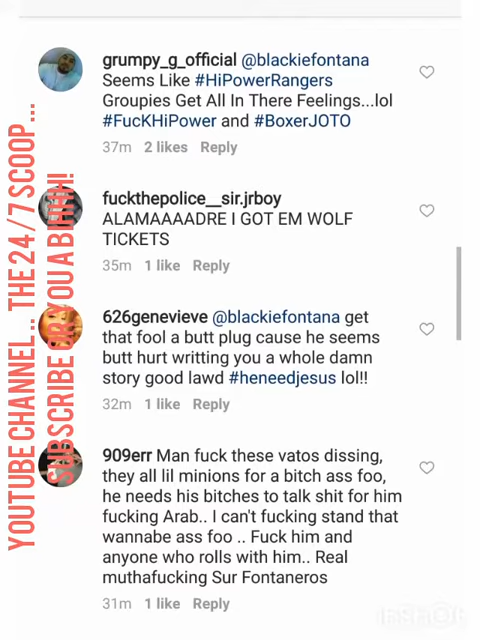 grumpy_g_official @blackiefontana
Seems Like #HiPowerRangers
Groupies Get All In There Feelings...lol
#FucKHiPower and #BoxerJOTO
37m 2 likes Reply
fuckthepolice__sir.jrboy
ALAMAAAADRE I GOT EM WOLF
TICKETS
35m 1 like Reply
626genevieve @blackiefontana get
that fool a butt plug cause he seems
butt hurt writting you a whole damn
story good lawd #heneedjesus lol!!
32m 1 like Reply
909err Man fuck these vatos dissing,
they all lil minions for a bitch ass foo,
he needs his bitches to talk shit for him
fucking Arab.. I can't fucking stand that
wannabe ass foo .. Fuck him and
anyone who rolls with him.. Real
muthafucking Sur Fontaneros
31m 1 like Reply
YOUTUBE CHANNEL... THE 24/7 SCOOP...
SUBSCRIBE OR YOU A BIHHH!
InShot